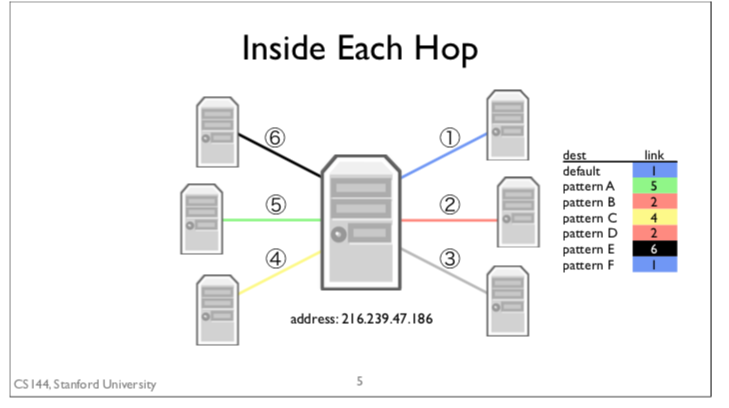 Inside Each Hop
⑥ ①
⑤ ②
④ ③
dest link
default 1
pattern A 5
pattern B 2
pattern C 4
pattern D 2
pattern E 6
pattern F 1
address: 216.239.47.186
CS144, Stanford University
5